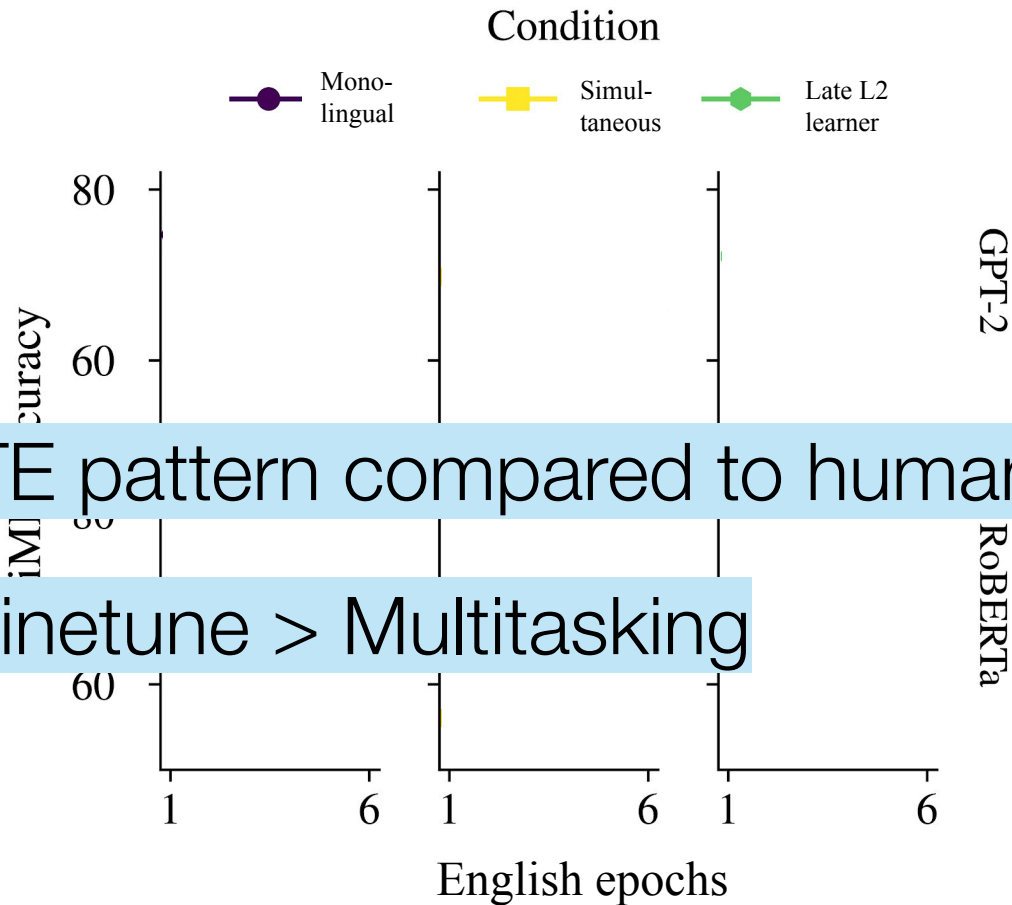 Condition
Mono-
lingual
Simul-
taneous
Late L2
learner
80
60
GPT-2
TE pattern compared to human
inetune > Multitasking
60
RoBERTa
1 6 1 6 1 6
English epochs